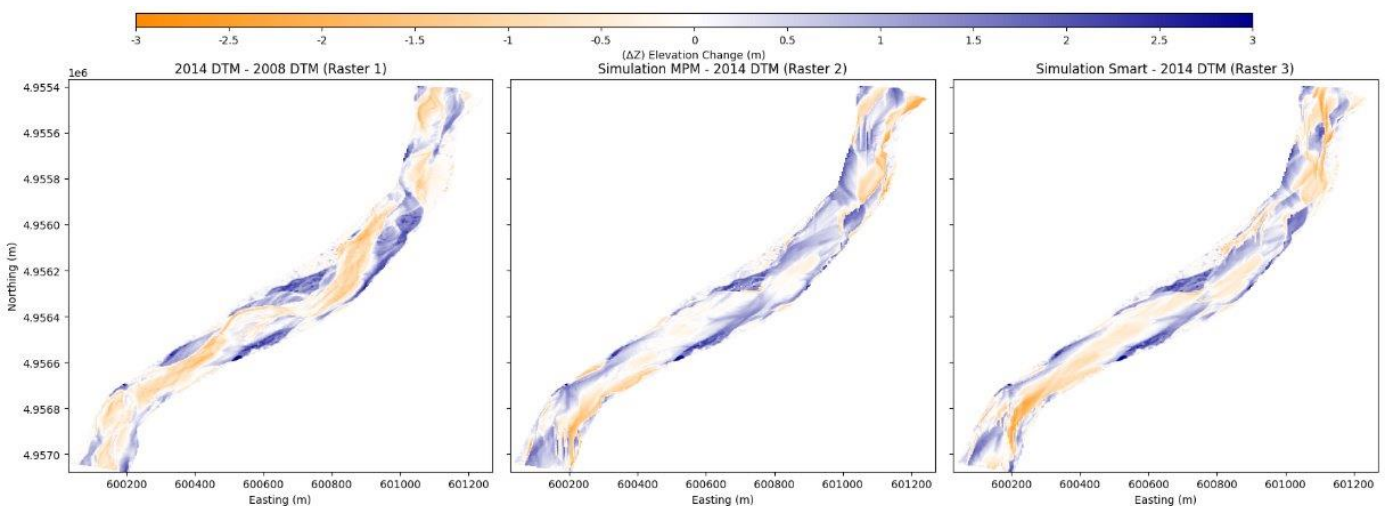 -3 -2.5 -2 -1.5 -1 -0.5 0 0.5 1 1.5 2 2.5 3
(ΔZ) Elevation Change (m)
2014 DTM - 2008 DTM (Raster 1)
Simulation MPM - 2014 DTM (Raster 2)
Simulation Smart - 2014 DTM (Raster 3)
1e6
4.9554
4.9556
4.9558
4.9560
4.9562
4.9564
4.9566
4.9568
4.9570
Northing (m)
600200 600400 600600 600800 601000 601200
600200 600400 600600 600800 601000 601200
600200 600400 600600 600800 601000 601200
Easting (m)
Easting (m)
Easting (m)